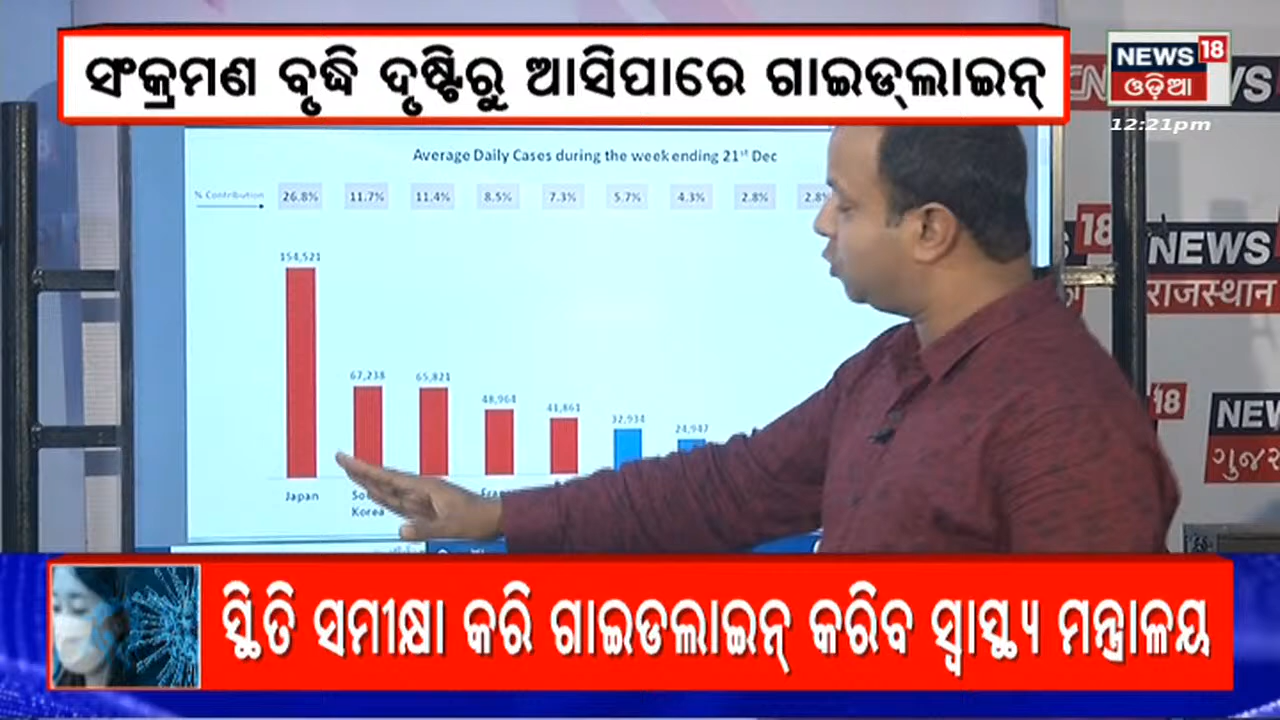 ସଂକ୍ରମଣ ବୃଦ୍ଧି ଦୃଷ୍ଟିରୁ ଆସିପାରେ ଗାଇଡ୍‌ଲାଇନ୍
NEWS 18
ଓଡ଼ିଆ
12:21pm
Average Daily Cases during the week ending 21st Dec
% Contribution 26.8% 11.7% 11.4% 8.5% 7.3% 5.7% 4.3% 2.8% 2.8%
154,521
67,238 65,821
48,964 41,861
32,934 24,947
Japan
Korea
18
NEWS
राजस्थान
18
ସ୍ଥିତି ସମୀକ୍ଷା କରି ଗାଇଡଲାଇନ୍ କରିବ ସ୍ୱାସ୍ଥ୍ୟ ମନ୍ତ୍ରାଳୟ